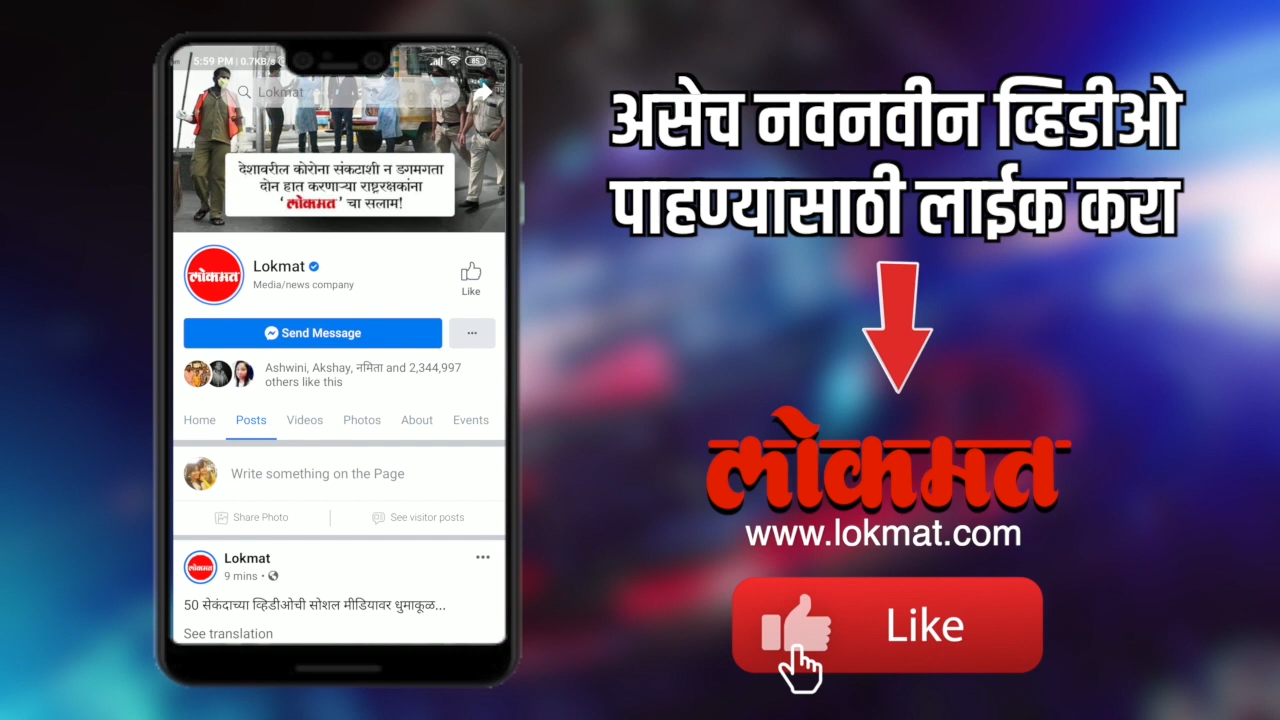 5:59 PM | 0.7KB/s
85
Lokmat
देशावरील कोरोना संकटाशी न डगमगता
दोन हात करणाऱ्या राष्ट्ररक्षकांना
'लोकमत' चा सलाम!
लोकमत
Lokmat
Media/news company
Like
Send Message
Ashwini, Akshay, नमिता and 2,344,997
others like this
Home Posts Videos Photos About Events
Write something on the Page
Share Photo
See visitor posts
लोकमत
Lokmat
9 mins •
50 सेकंदाच्या व्हिडीओची सोशल मीडियावर धुमाकूळ...
See translation
असेच नवनवीन व्हिडीओ
पाहण्यासाठी लाईक करा
लोकमत
www.lokmat.com
Like